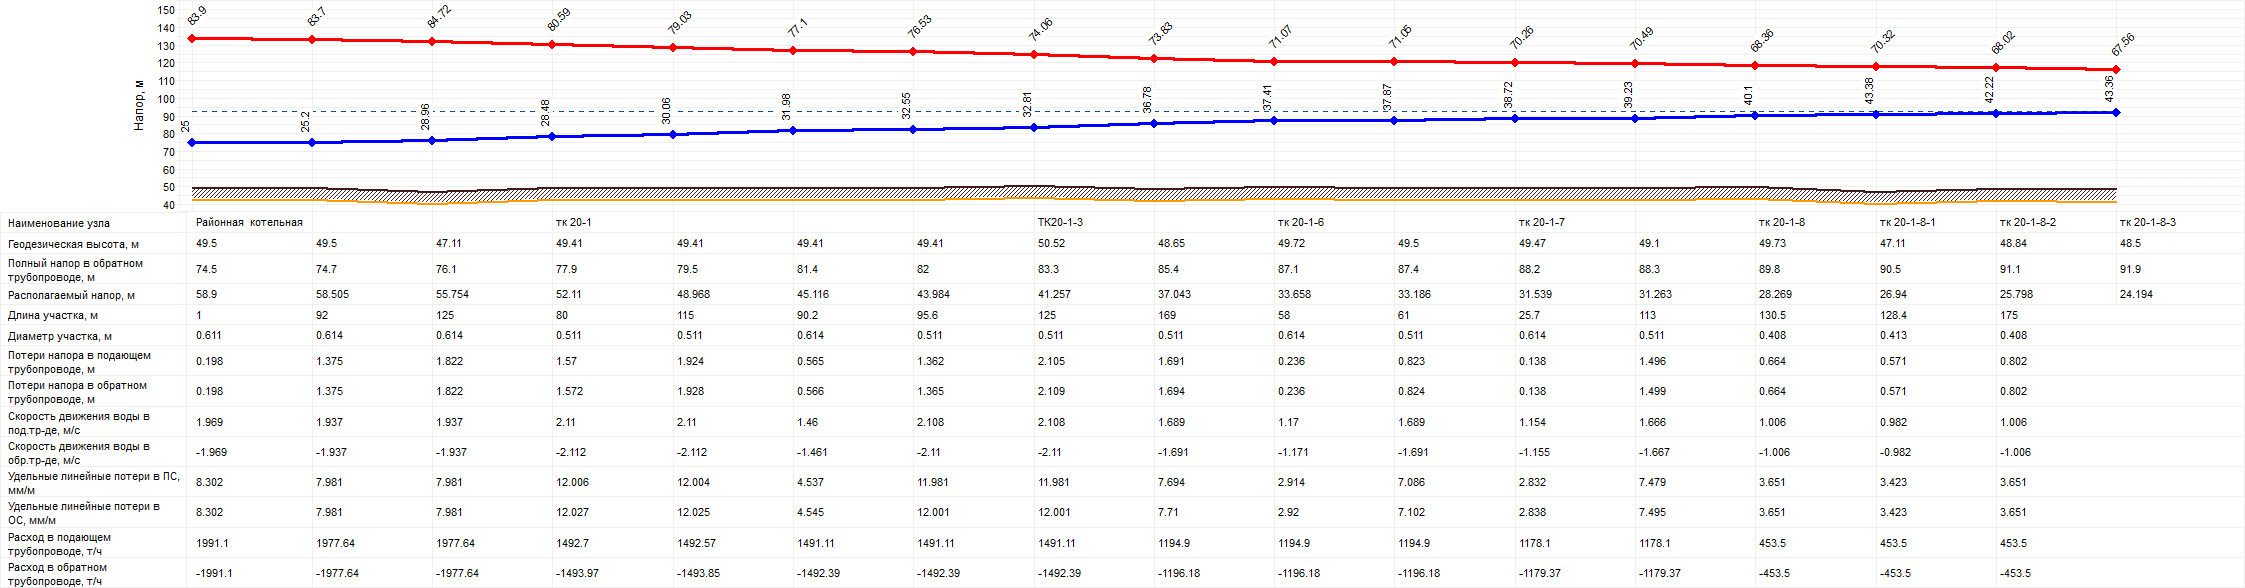 150
140
130
120
110
100
90
80
70
60
50
40
Напор, м
83.9
83.7
84.72
80.59
79.03
77.1
76.53
74.06
73.83
71.07
71.05
70.26
70.49
68.36
70.32
68.02
67.56
25
25.2
28.96
28.48
30.06
31.98
32.55
32.81
36.78
37.41
37.87
38.72
39.23
40.1
43.38
42.22
43.36
Наименование узла Районная котельная тк 20-1 ТК20-1-3 тк 20-1-6 тк 20-1-7 тк 20-1-8 тк 20-1-8-1 тк 20-1-8-2 тк 20-1-8-3
Геодезическая высота, м 49.5 49.5 47.11 49.41 49.41 49.41 49.41 50.52 48.65 49.72 49.5 49.47 49.1 49.73 47.11 48.84 48.5
Полный напор в обратном
трубопроводе, м 74.5 74.7 76.1 77.9 79.5 81.4 82 83.3 85.4 87.1 87.4 88.2 88.3 89.8 90.5 91.1 91.9
Располагаемый напор, м 58.9 58.505 55.754 52.11 48.968 45.116 43.984 41.257 37.043 33.658 33.186 31.539 31.263 28.269 26.94 25.798 24.194
Длина участка, м 1 92 125 80 115 90.2 95.6 125 169 58 61 25.7 113 130.5 128.4 175
Диаметр участка, м 0.611 0.614 0.614 0.511 0.511 0.614 0.511 0.511 0.511 0.614 0.511 0.614 0.511 0.408 0.413 0.408
Потери напора в подающем
трубопроводе, м 0.198 1.375 1.822 1.57 1.924 0.565 1.362 2.105 1.691 0.236 0.823 0.138 1.496 0.664 0.571 0.802
Потери напора в обратном
трубопроводе, м 0.198 1.375 1.822 1.572 1.928 0.566 1.365 2.109 1.694 0.236 0.824 0.138 1.499 0.664 0.571 0.802
Скорость движения воды в
под.тр-де, м/с 1.969 1.937 1.937 2.11 2.11 1.46 2.108 2.108 1.689 1.17 1.689 1.154 1.666 1.006 0.982 1.006
Скорость движения воды в
обр.тр-де, м/с -1.969 -1.937 -1.937 -2.112 -2.112 -1.461 -2.11 -2.11 -1.691 -1.171 -1.691 -1.155 -1.667 -1.006 -0.982 -1.006
Удельные линейные потери в ПС,
мм/м 8.302 7.981 7.981 12.006 12.004 4.537 11.981 11.981 7.694 2.914 7.086 2.832 7.479 3.651 3.423 3.651
Удельные линейные потери в
ОС, мм/м 8.302 7.981 7.981 12.027 12.025 4.545 12.001 12.001 7.71 2.92 7.102 2.838 7.495 3.651 3.423 3.651
Расход в подающем
трубопроводе, т/ч 1991.1 1977.64 1977.64 1492.7 1492.57 1491.11 1491.11 1491.11 1194.9 1194.9 1194.9 1178.1 1178.1 453.5 453.5 453.5
Расход в обратном
трубопроводе, т/ч -1991.1 -1977.64 -1977.64 -1493.97 -1493.85 -1492.39 -1492.39 -1492.39 -1196.18 -1196.18 -1196.18 -1179.37 -1179.37 -453.5 -453.5 -453.5